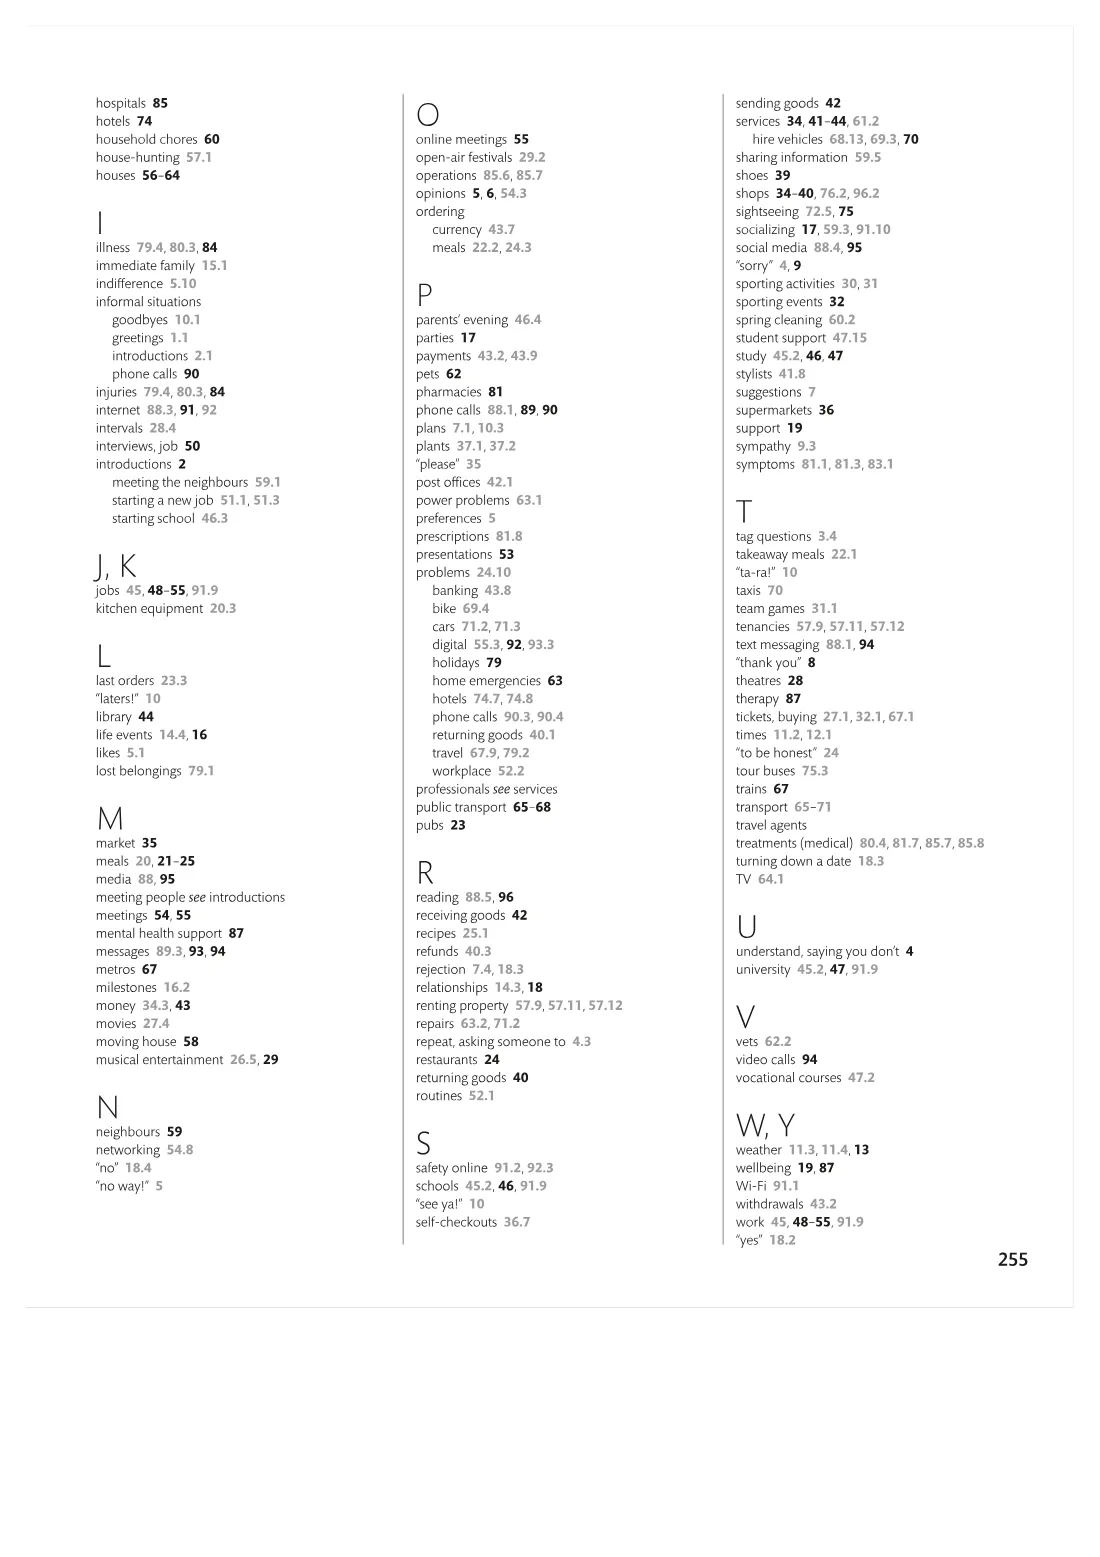 hospitals 85
hotels 74
household chores 60
house-hunting 57.1
houses 56–64
I
illness 79.4, 80.3, 84
immediate family 15.1
indifference 5.10
informal situations
goodbyes 10.1
greetings 1.1
introductions 2.1
phone calls 90
injuries 79.4, 80.3, 84
internet 88.3, 91, 92
intervals 28.4
interviews, job 50
introductions 2
meeting the neighbours 59.1
starting a new job 51.1, 51.3
starting school 46.3
J, K
jobs 45, 48–55, 91.9
kitchen equipment 20.3
L
last orders 23.3
“laters!” 10
library 44
life events 14.4, 16
likes 5.1
lost belongings 79.1
M
market 35
meals 20, 21–25
media 88, 95
meeting people see introductions
meetings 54, 55
mental health support 87
messages 89.3, 93, 94
metros 67
milestones 16.2
money 34.3, 43
movies 27.4
moving house 58
musical entertainment 26.5, 29
N
neighbours 59
networking 54.8
“no” 18.4
“no way!” 5
O
online meetings 55
open-air festivals 29.2
operations 85.6, 85.7
opinions 5, 6, 54.3
ordering
currency 43.7
meals 22.2, 24.3
P
parents’ evening 46.4
parties 17
payments 43.2, 43.9
pets 62
pharmacies 81
phone calls 88.1, 89, 90
plans 7.1, 10.3
plants 37.1, 37.2
“please” 35
post offices 42.1
power problems 63.1
preferences 5
prescriptions 81.8
presentations 53
problems 24.10
banking 43.8
bike 69.4
cars 71.2, 71.3
digital 55.3, 92, 93.3
holidays 79
home emergencies 63
hotels 74.7, 74.8
phone calls 90.3, 90.4
returning goods 40.1
travel 67.9, 79.2
workplace 52.2
professionals see services
public transport 65–68
pubs 23
R
reading 88.5, 96
receiving goods 42
recipes 25.1
refunds 40.3
rejection 7.4, 18.3
relationships 14.3, 18
renting property 57.9, 57.11, 57.12
repairs 63.2, 71.2
repeat, asking someone to 4.3
restaurants 24
returning goods 40
routines 52.1
S
safety online 91.2, 92.3
schools 45.2, 46, 91.9
“see ya!” 10
self-checkouts 36.7
sending goods 42
services 34, 41–44, 61.2
hire vehicles 68.13, 69.3, 70
sharing information 59.5
shoes 39
shops 34–40, 76.2, 96.2
sightseeing 72.5, 75
socializing 17, 59.3, 91.10
social media 88.4, 95
“sorry” 4, 9
sporting activities 30, 31
sporting events 32
spring cleaning 60.2
student support 47.15
study 45.2, 46, 47
stylists 41.8
suggestions 7
supermarkets 36
support 19
sympathy 9.3
symptoms 81.1, 81.3, 83.1
T
tag questions 3.4
takeaway meals 22.1
“ta-ra!” 10
taxis 70
team games 31.1
tenancies 57.9, 57.11, 57.12
text messaging 88.1, 94
“thank you” 8
theatres 28
therapy 87
tickets, buying 27.1, 32.1, 67.1
times 11.2, 12.1
“to be honest” 24
tour buses 75.3
trains 67
transport 65–71
travel agents
treatments (medical) 80.4, 81.7, 85.7, 85.8
turning down a date 18.3
TV 64.1
U
understand, saying you don’t 4
university 45.2, 47, 91.9
V
vets 62.2
video calls 94
vocational courses 47.2
W, Y
weather 11.3, 11.4, 13
wellbeing 19, 87
Wi-Fi 91.1
withdrawals 43.2
work 45, 48–55, 91.9
“yes” 18.2
255